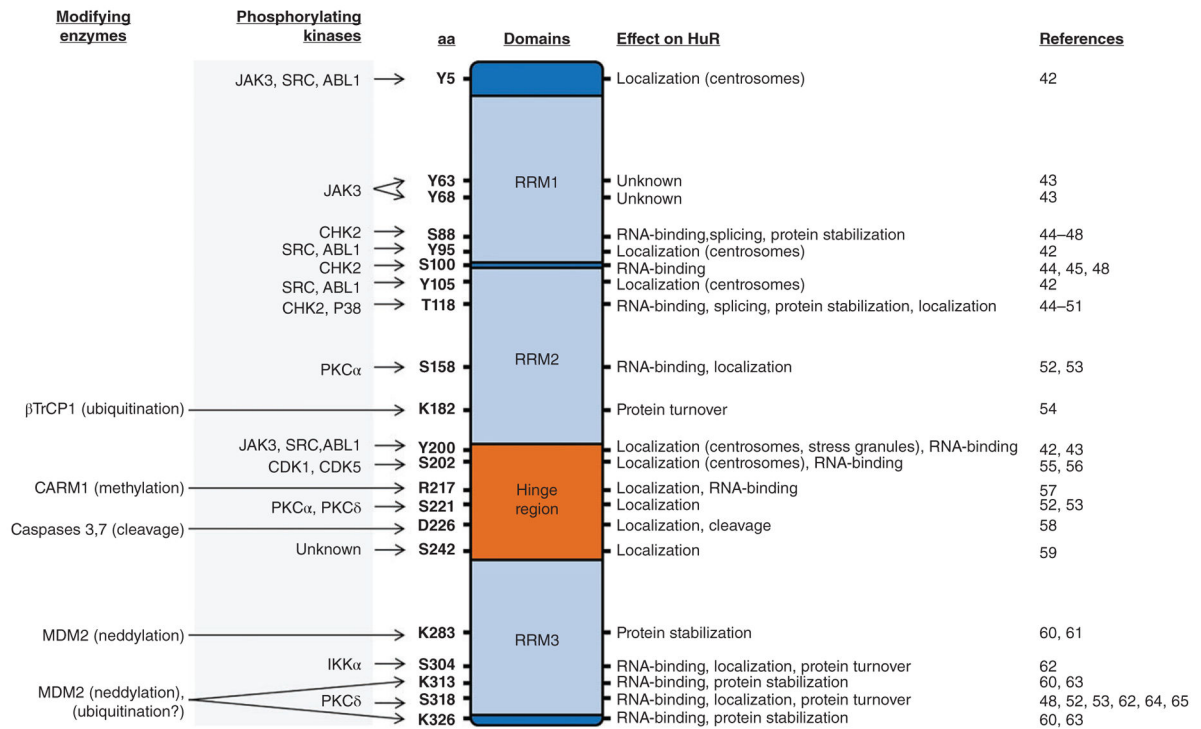 Modifying enzymes Phosphorylating kinases aa Domains Effect on HuR References
JAK3, SRC, ABL1 Y5 Localization (centrosomes) 42
JAK3 Y63 Unknown 43
Y68 Unknown 43
RRM1
CHK2 S88 RNA-binding,splicing, protein stabilization 44–48
SRC, ABL1 Y95 Localization (centrosomes) 42
CHK2 S100 RNA-binding 44, 45, 48
SRC, ABL1 Y105 Localization (centrosomes) 42
CHK2, P38 T118 RNA-binding, splicing, protein stabilization, localization 44–51
RRM2
PKCα S158 RNA-binding, localization 52, 53
βTrCP1 (ubiquitination) K182 Protein turnover 54
JAK3, SRC,ABL1 Y200 Localization (centrosomes, stress granules), RNA-binding 42, 43
CDK1, CDK5 S202 Localization (centrosomes), RNA-binding 55, 56
CARM1 (methylation) R217 Localization, RNA-binding 57
Hinge region
PKCα, PKCδ S221 Localization 52, 53
Caspases 3,7 (cleavage) D226 Localization, cleavage 58
Unknown S242 Localization 59
MDM2 (neddylation) K283 Protein stabilization 60, 61
RRM3
IKKα S304 RNA-binding, localization, protein turnover 62
MDM2 (neddylation), (ubiquitination?) K313 RNA-binding, protein stabilization 60, 63
PKCδ S318 RNA-binding, localization, protein turnover 48, 52, 53, 62, 64, 65
K326 RNA-binding, protein stabilization 60, 63